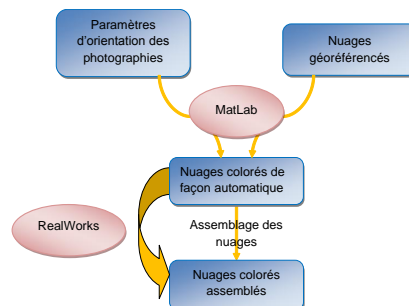 Paramètres
d'orientation des
photographies
Nuages
géoréférencés
MatLab
Nuages colorés de
façon automatique
RealWorks
Assemblage des
nuages
Nuages colorés
assemblés